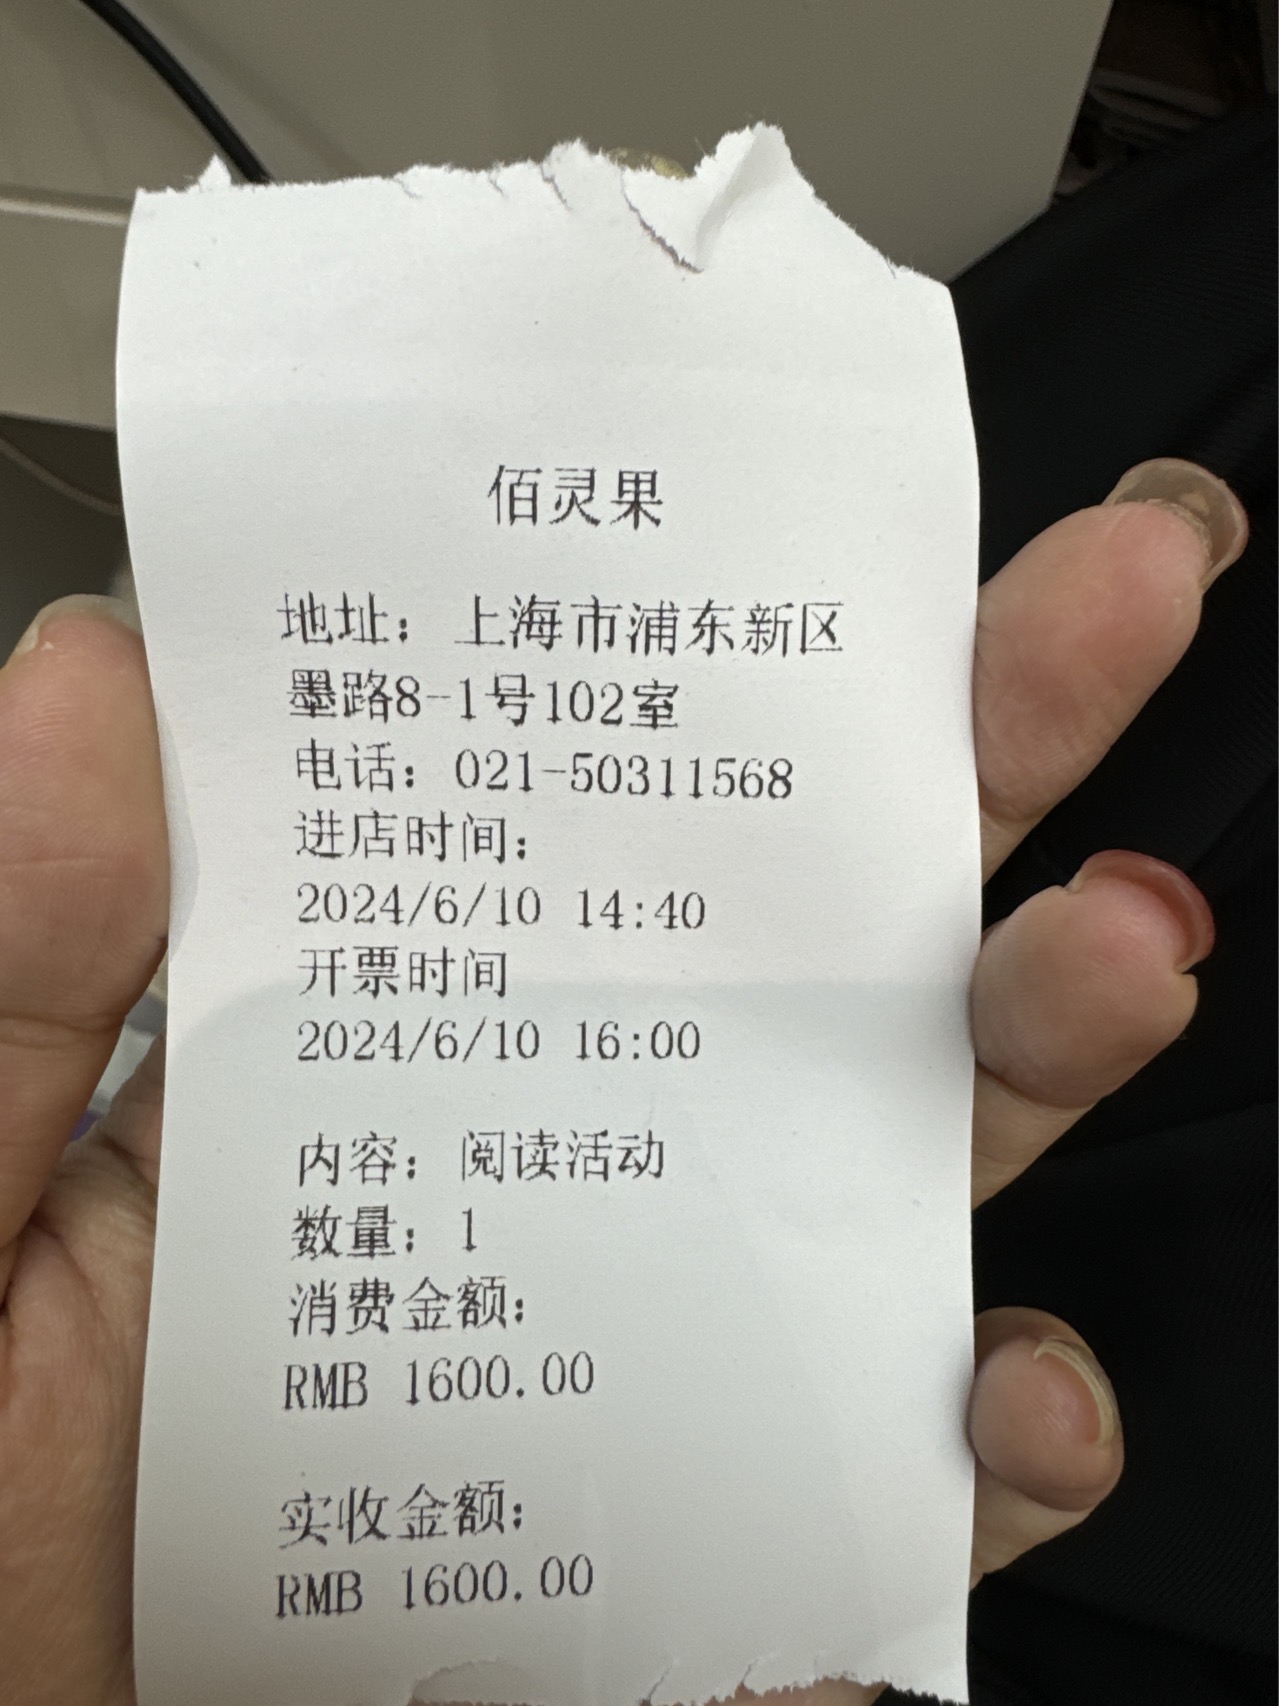 佰灵果
地址：上海市浦东新区
墨路8-1号102室
电话：021-50311568
进店时间：
2024/6/10 14:40
开票时间
2024/6/10 16:00
内容：阅读活动
数量：1
消费金额：
RMB 1600.00
实收金额：
RMB 1600.00